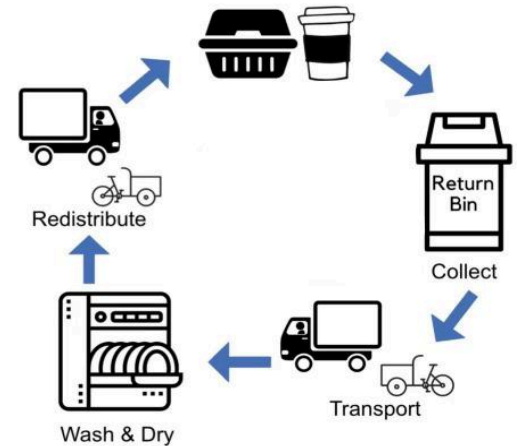 Return
Bin
Collect
Transport
Wash & Dry
Redistribute